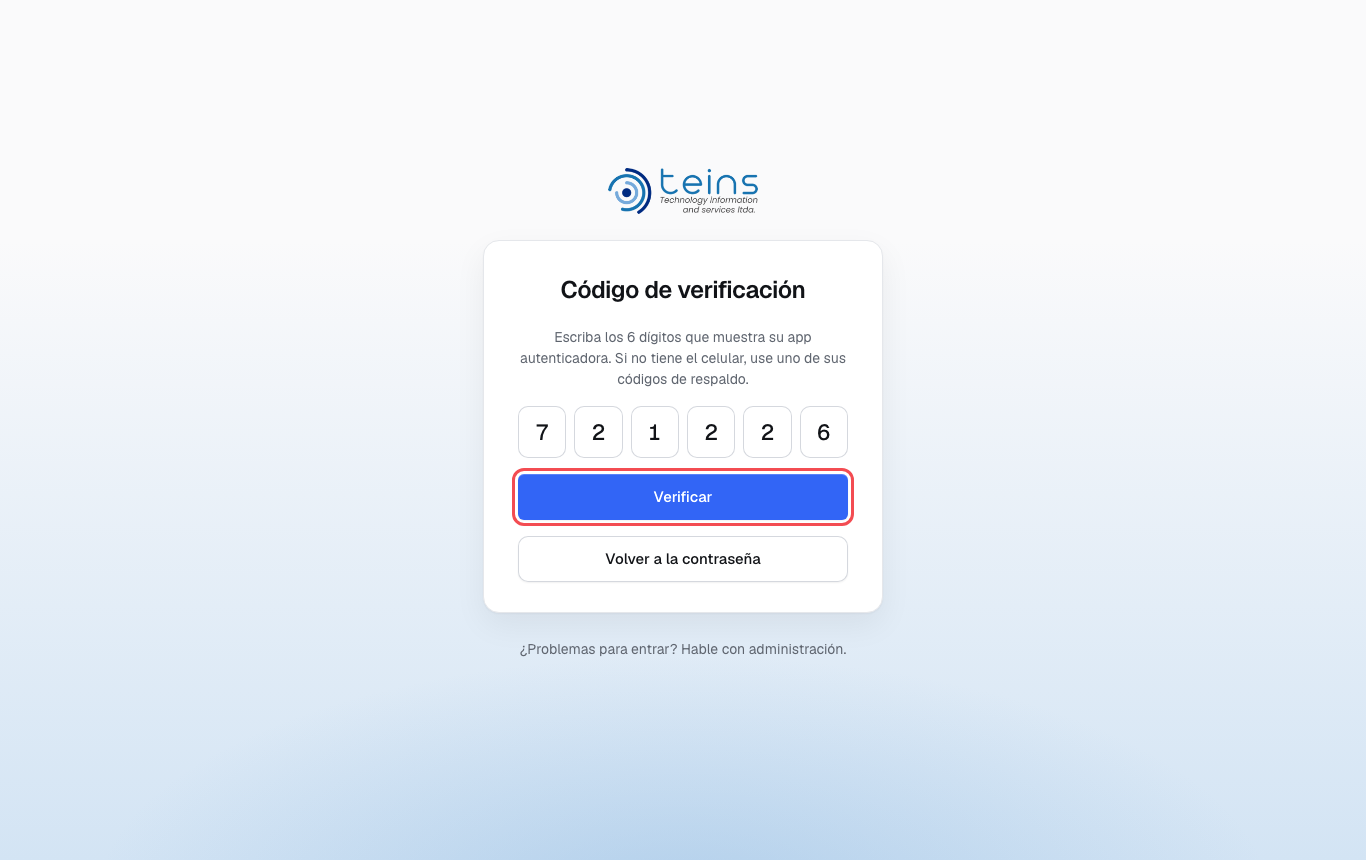 teins
Technology Information
and services ltda.
Código de verificación
Escriba los 6 dígitos que muestra su app
autenticadora. Si no tiene el celular, use uno de sus
códigos de respaldo.
7 2 1 2 2 6
Verificar
Volver a la contraseña
¿Problemas para entrar? Hable con administración.